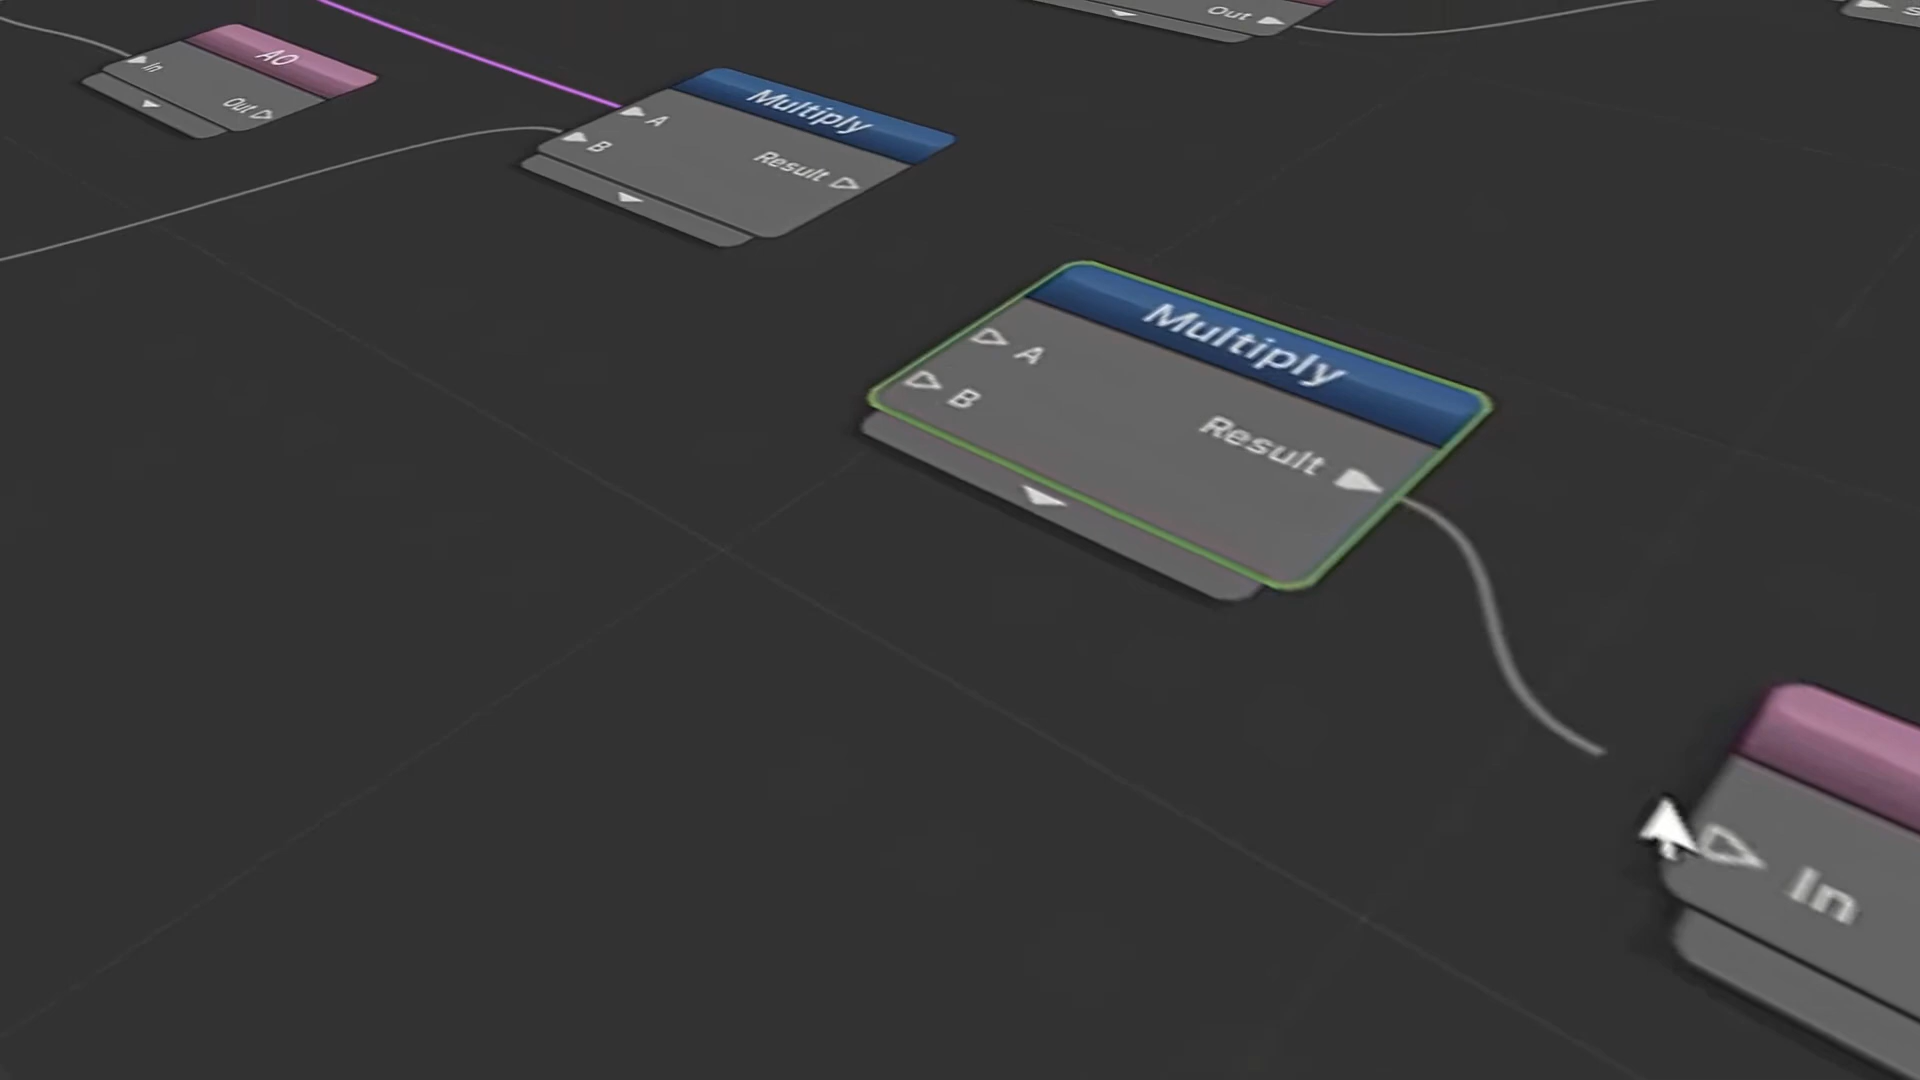 Out
AO
In
Out
Multiply
A
B
Result
Multiply
A
B
Result
In